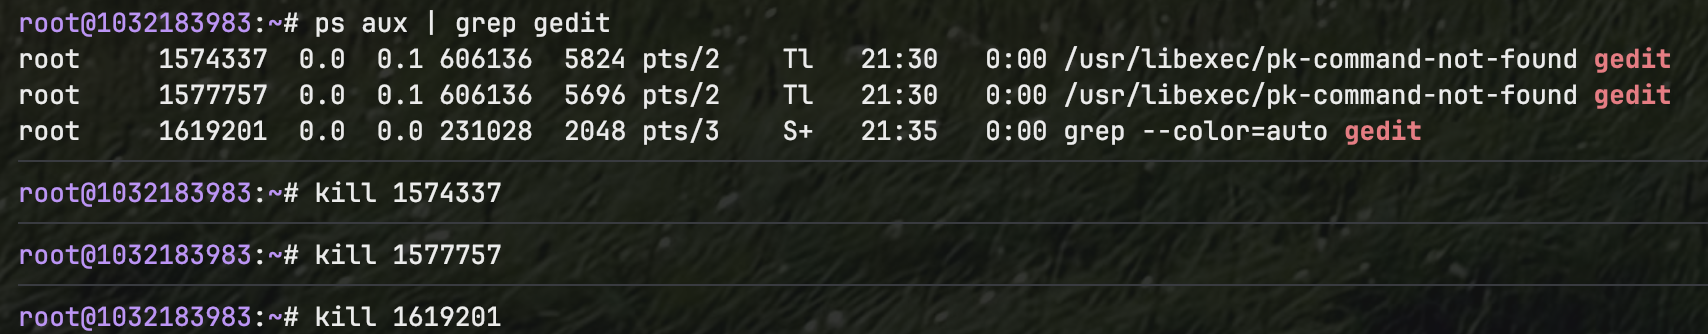 root@1032183983:~# ps aux | grep gedit
root     1574337  0.0  0.1 606136  5824 pts/2    Tl   21:30   0:00 /usr/libexec/pk-command-not-found gedit
root     1577757  0.0  0.1 606136  5696 pts/2    Tl   21:30   0:00 /usr/libexec/pk-command-not-found gedit
root     1619201  0.0  0.0 231028  2048 pts/3    S+   21:35   0:00 grep --color=auto gedit
root@1032183983:~# kill 1574337
root@1032183983:~# kill 1577757
root@1032183983:~# kill 1619201